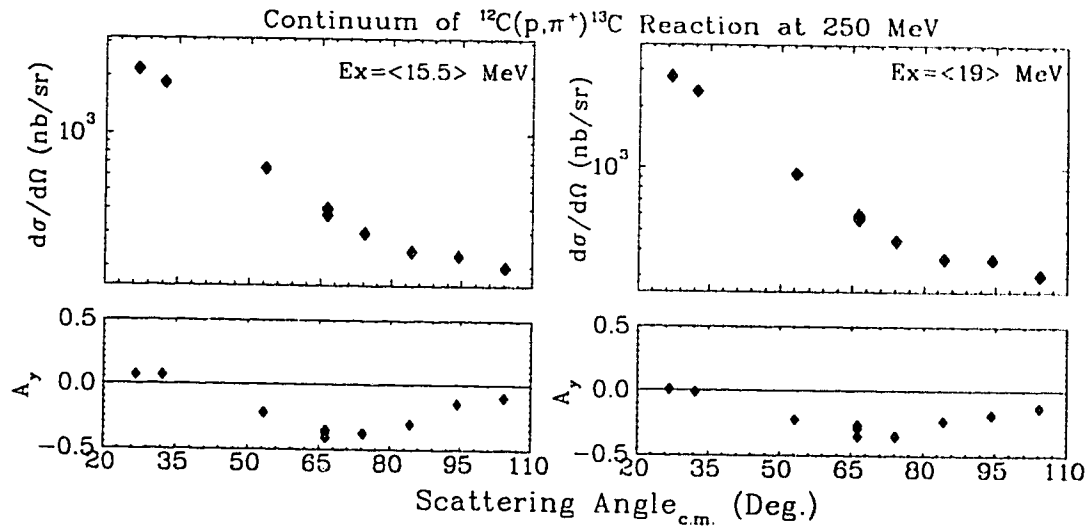 Continuum of ¹²C(p,π⁺)¹³C Reaction at 250 MeV
Ex=<15.5> MeV
10³
dσ/dΩ (nb/sr)
Ex=<19> MeV
10³
dσ/dΩ (nb/sr)
0.5
0.0
−0.5
A_y
20 35 50 65 80 95 110
0.5
0.0
−0.5
A_y
20 35 50 65 80 95 110
Scattering Angle_c.m. (Deg.)